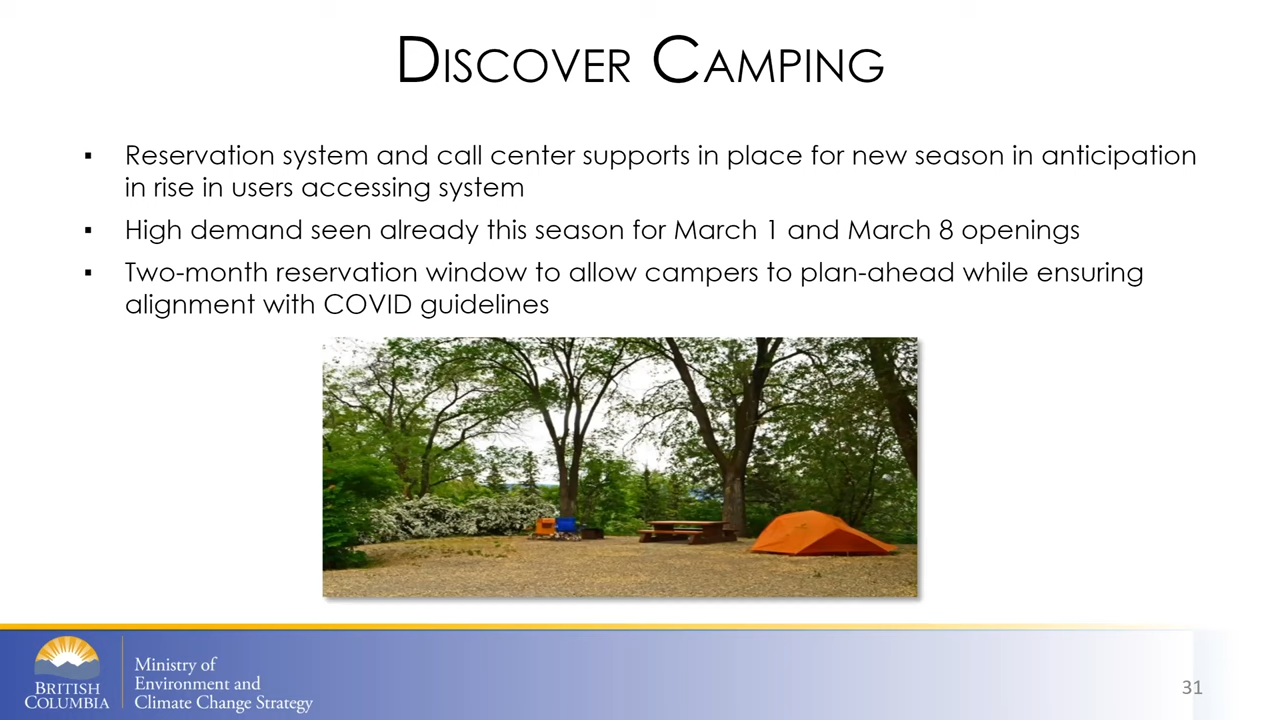 Discover Camping
▪ Reservation system and call center supports in place for new season in anticipation
in rise in users accessing system
▪ High demand seen already this season for March 1 and March 8 openings
▪ Two-month reservation window to allow campers to plan-ahead while ensuring
alignment with COVID guidelines
BRITISH
COLUMBIA
Ministry of
Environment and
Climate Change Strategy
31